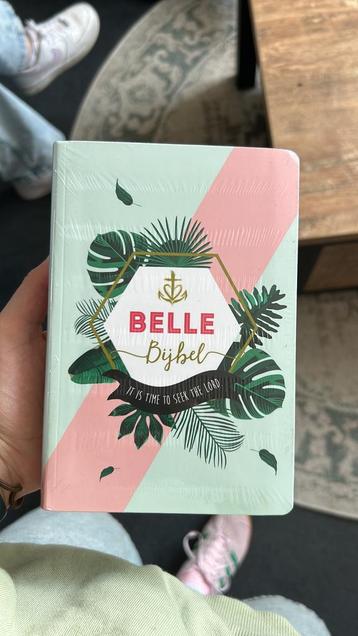 BELLE
Bijbel
IT IS TIME TO SEEK THE LORD